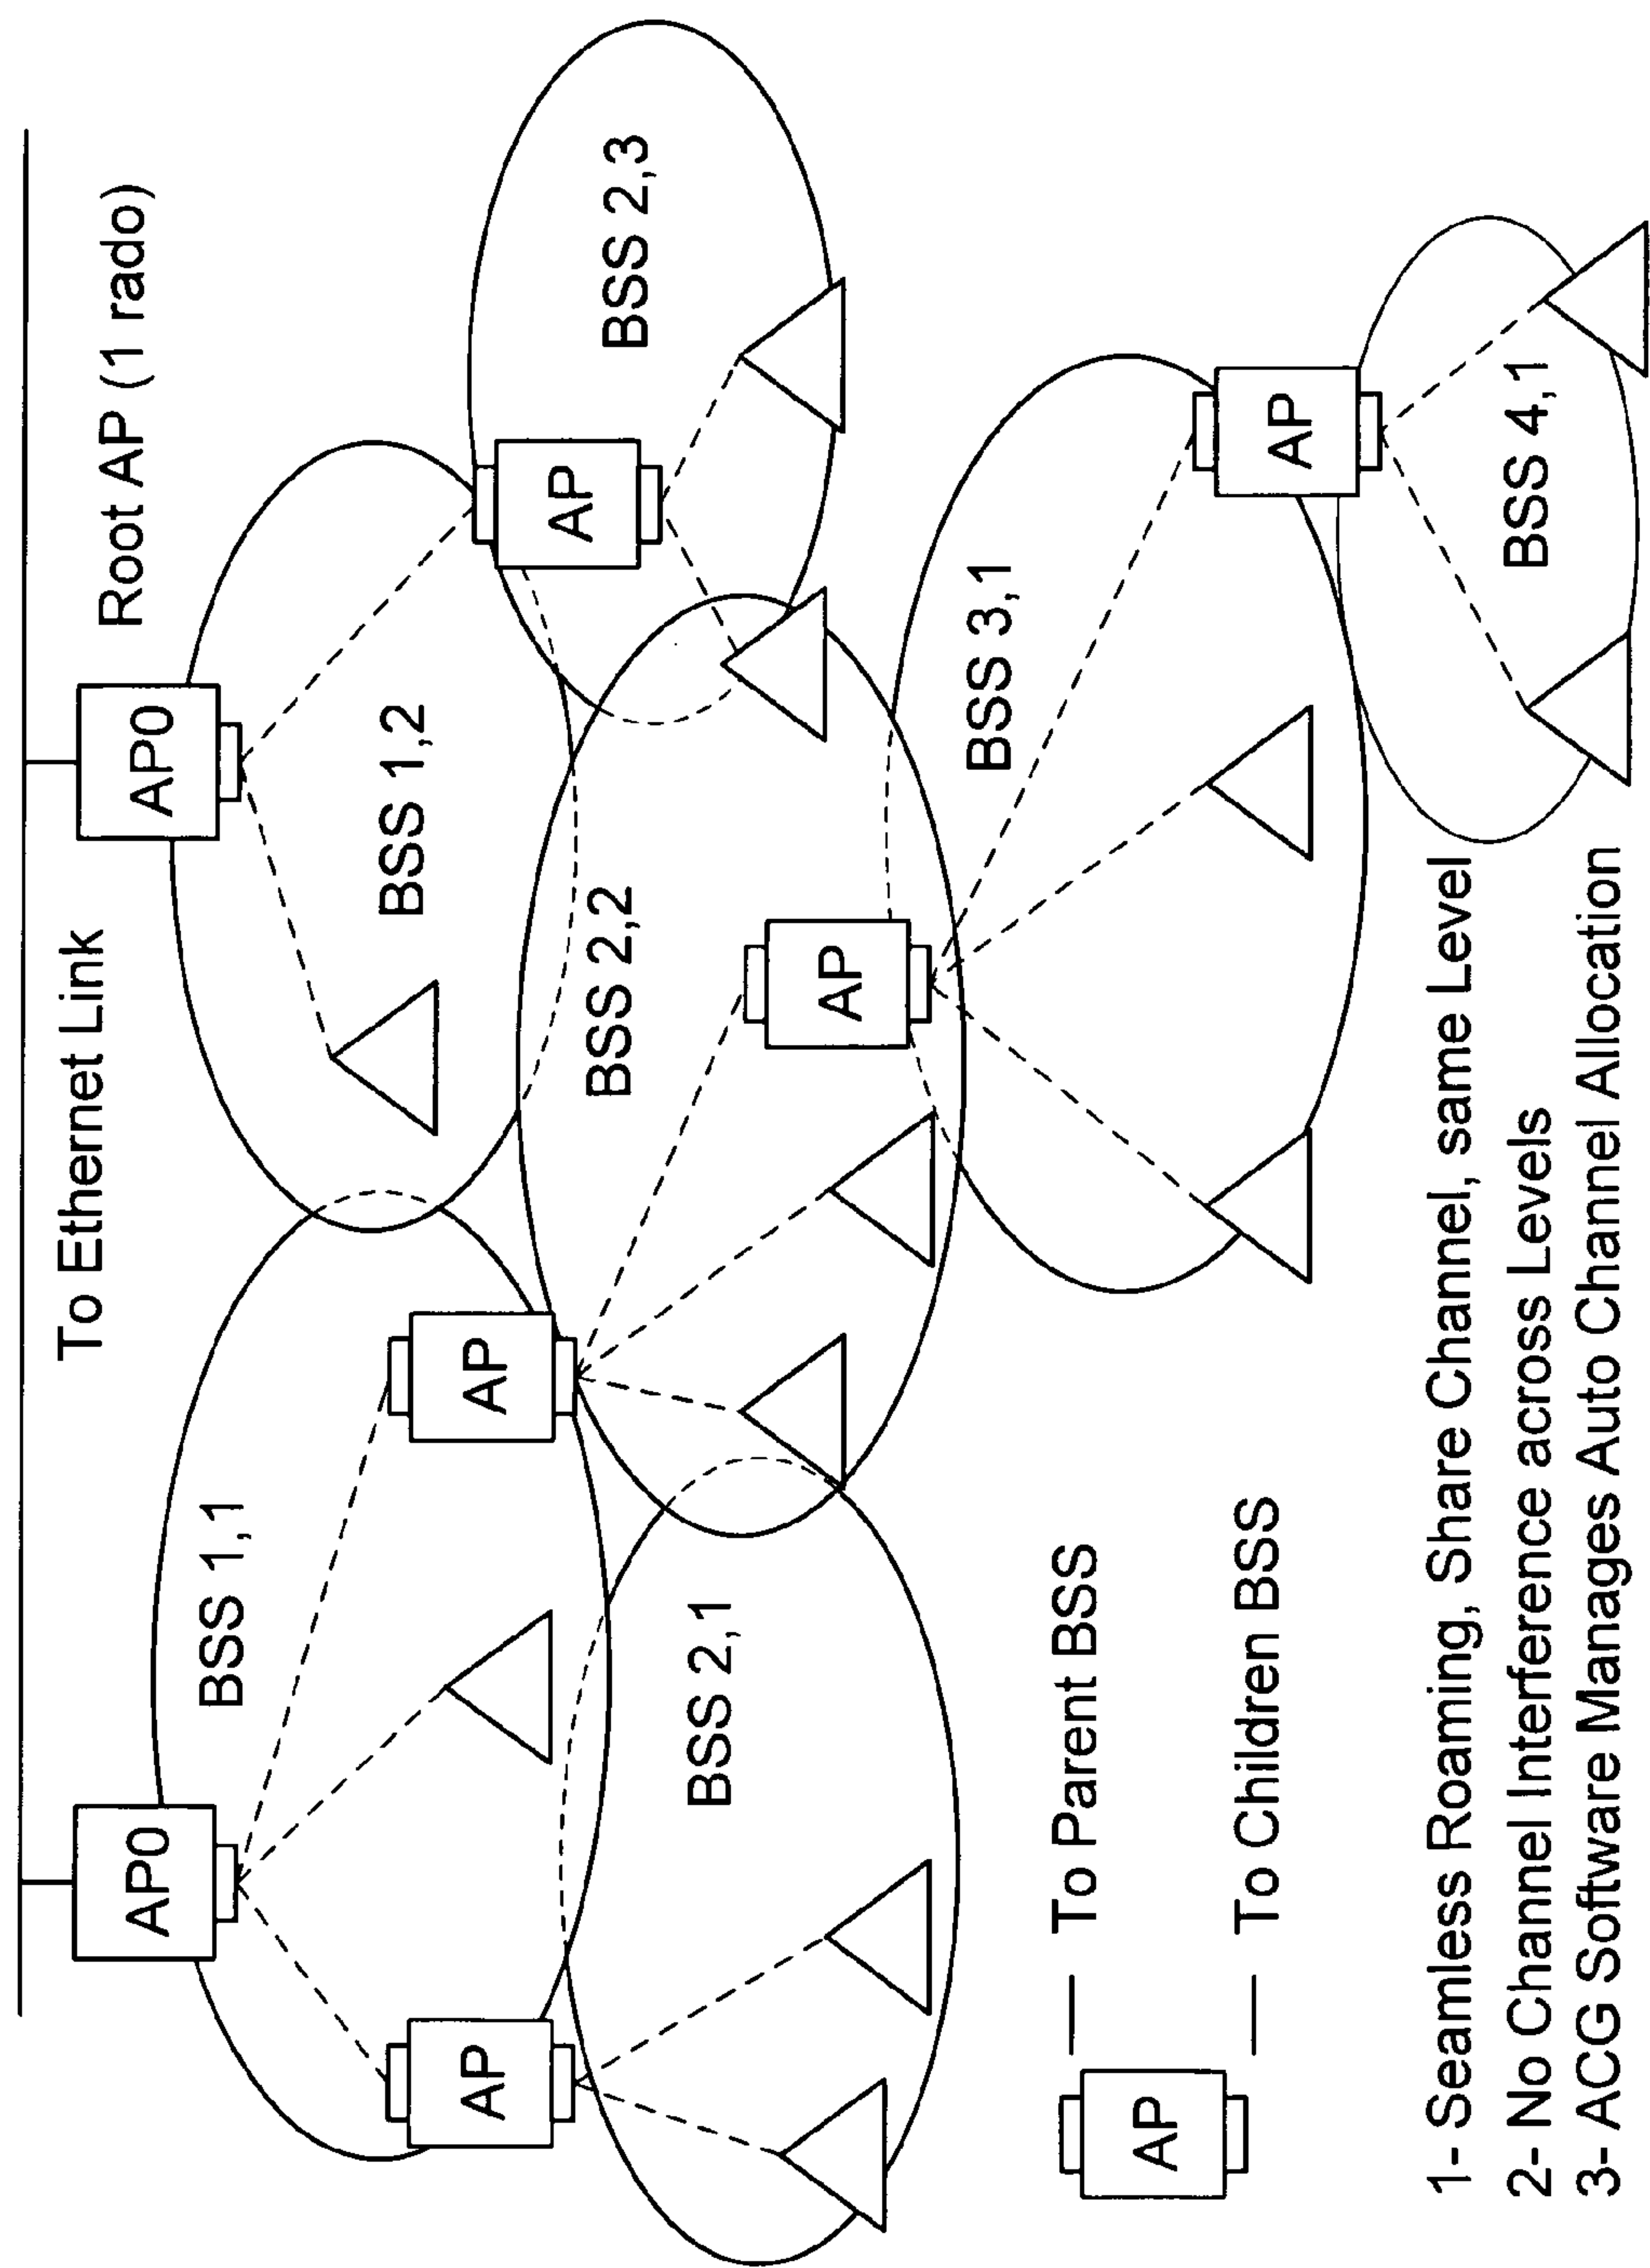 To Ethernet Link
Root AP (1 rado)
AP0
AP0
BSS 1,1
BSS 1,2
AP
AP
AP
BSS 2,1
BSS 2,2
BSS 2,3
AP
BSS 3,1
AP
BSS 4,1
AP
To Parent BSS
To Children BSS
1- Seamless Roaming, Share Channel, same Level
2- No Channel Interference across Levels
3- ACG Software Manages Auto Channel Allocation